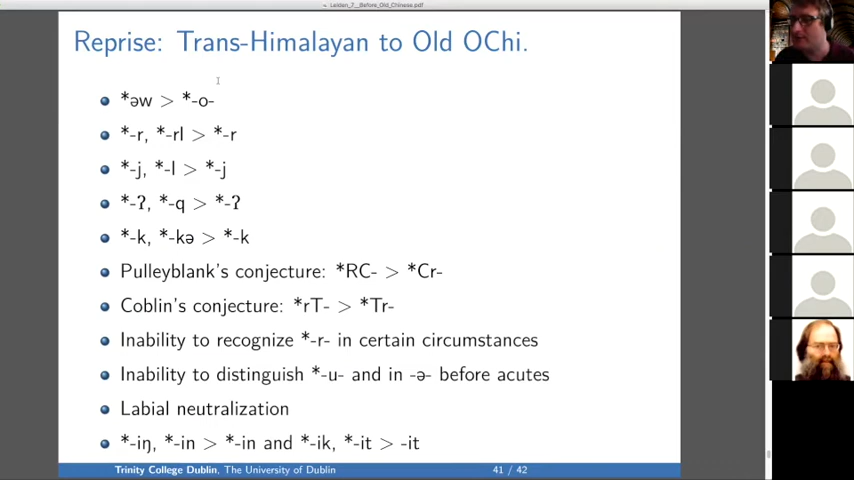 Leiden_7__Before_Old_Chinese.pdf
Reprise: Trans-Himalayan to Old OChi.
*əw > *-o-
*-r, *-rl > *-r
*-j, *-l > *-j
*-ʔ, *-q > *-ʔ
*-k, *-kə > *-k
Pulleyblank's conjecture: *RC- > *Cr-
Coblin's conjecture: *rT- > *Tr-
Inability to recognize *-r- in certain circumstances
Inability to distinguish *-u- and in -ə- before acutes
Labial neutralization
*-iŋ, *-in > *-in and *-ik, *-it > -it
Trinity College Dublin, The University of Dublin 41 / 42